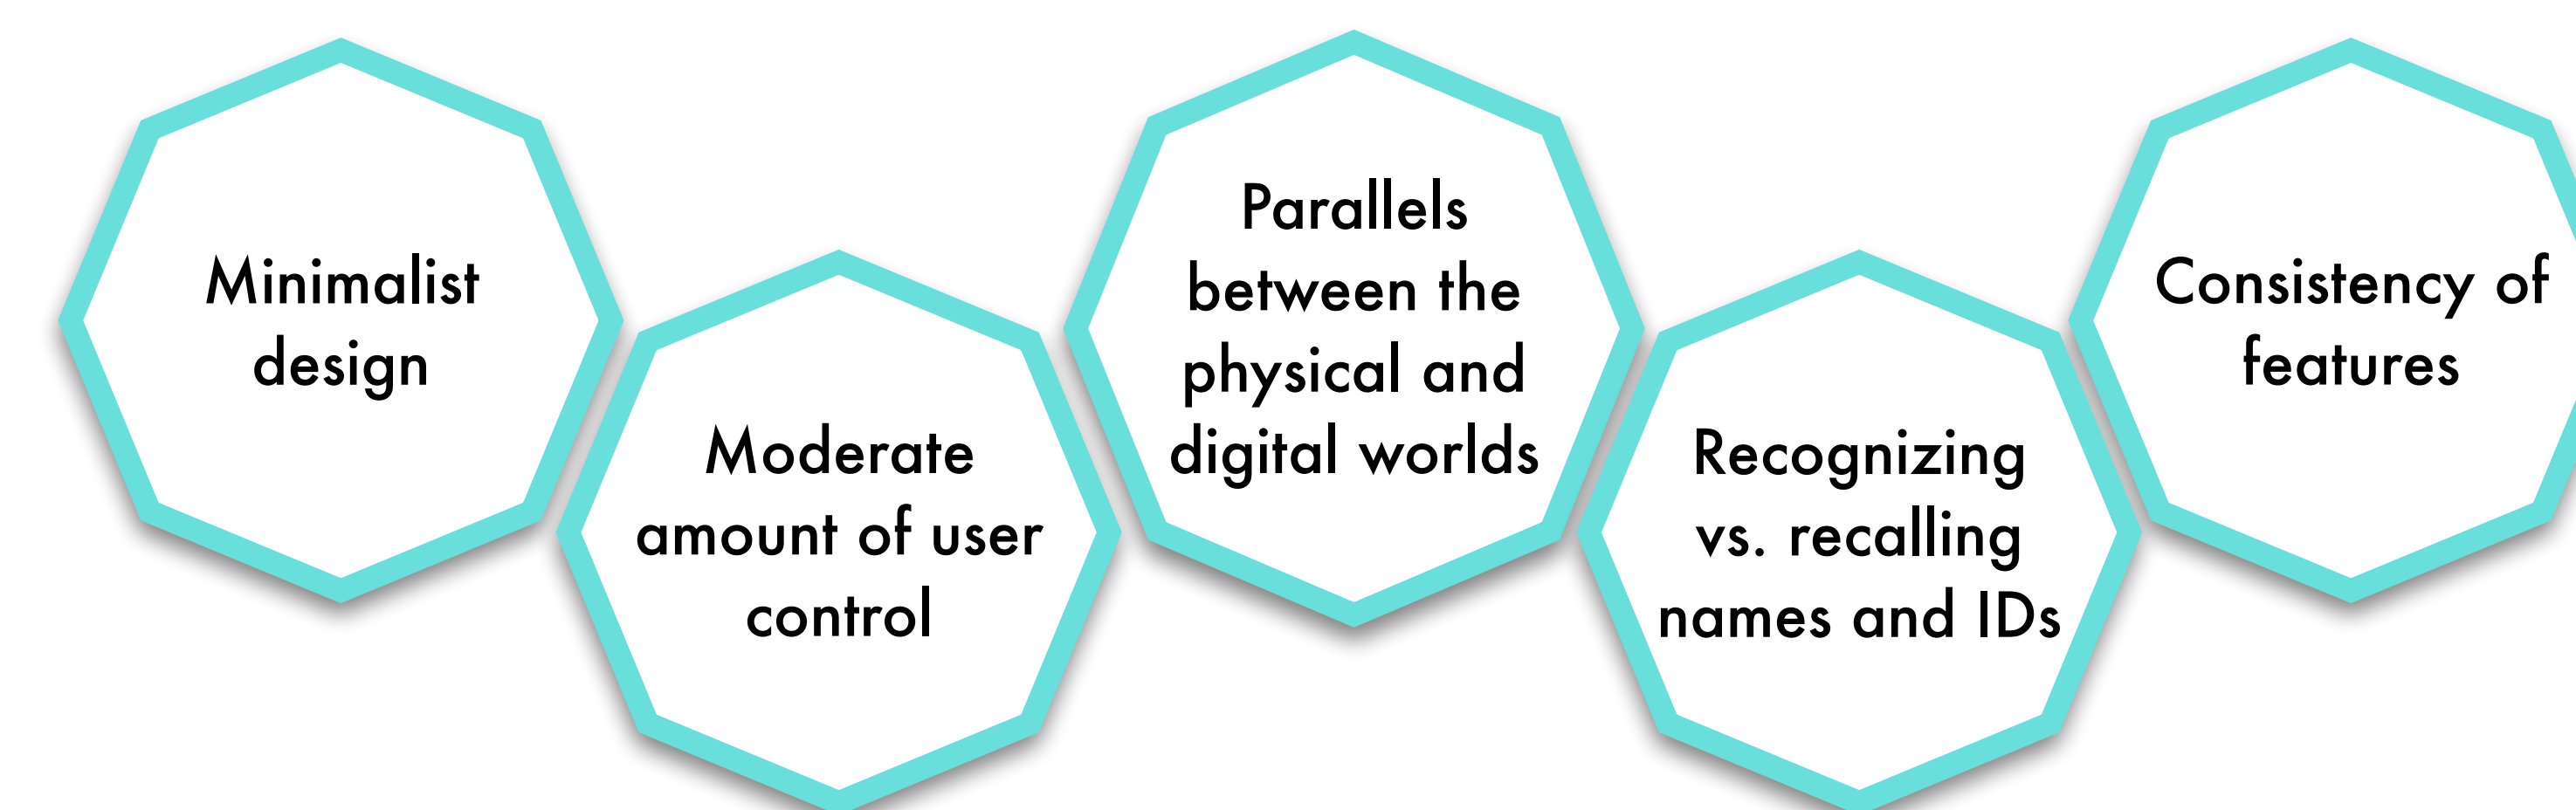 Minimalist
design
Moderate
amount of user
control
Parallels
between the
physical and
digital worlds
Recognizing
vs. recalling
names and IDs
Consistency of
features